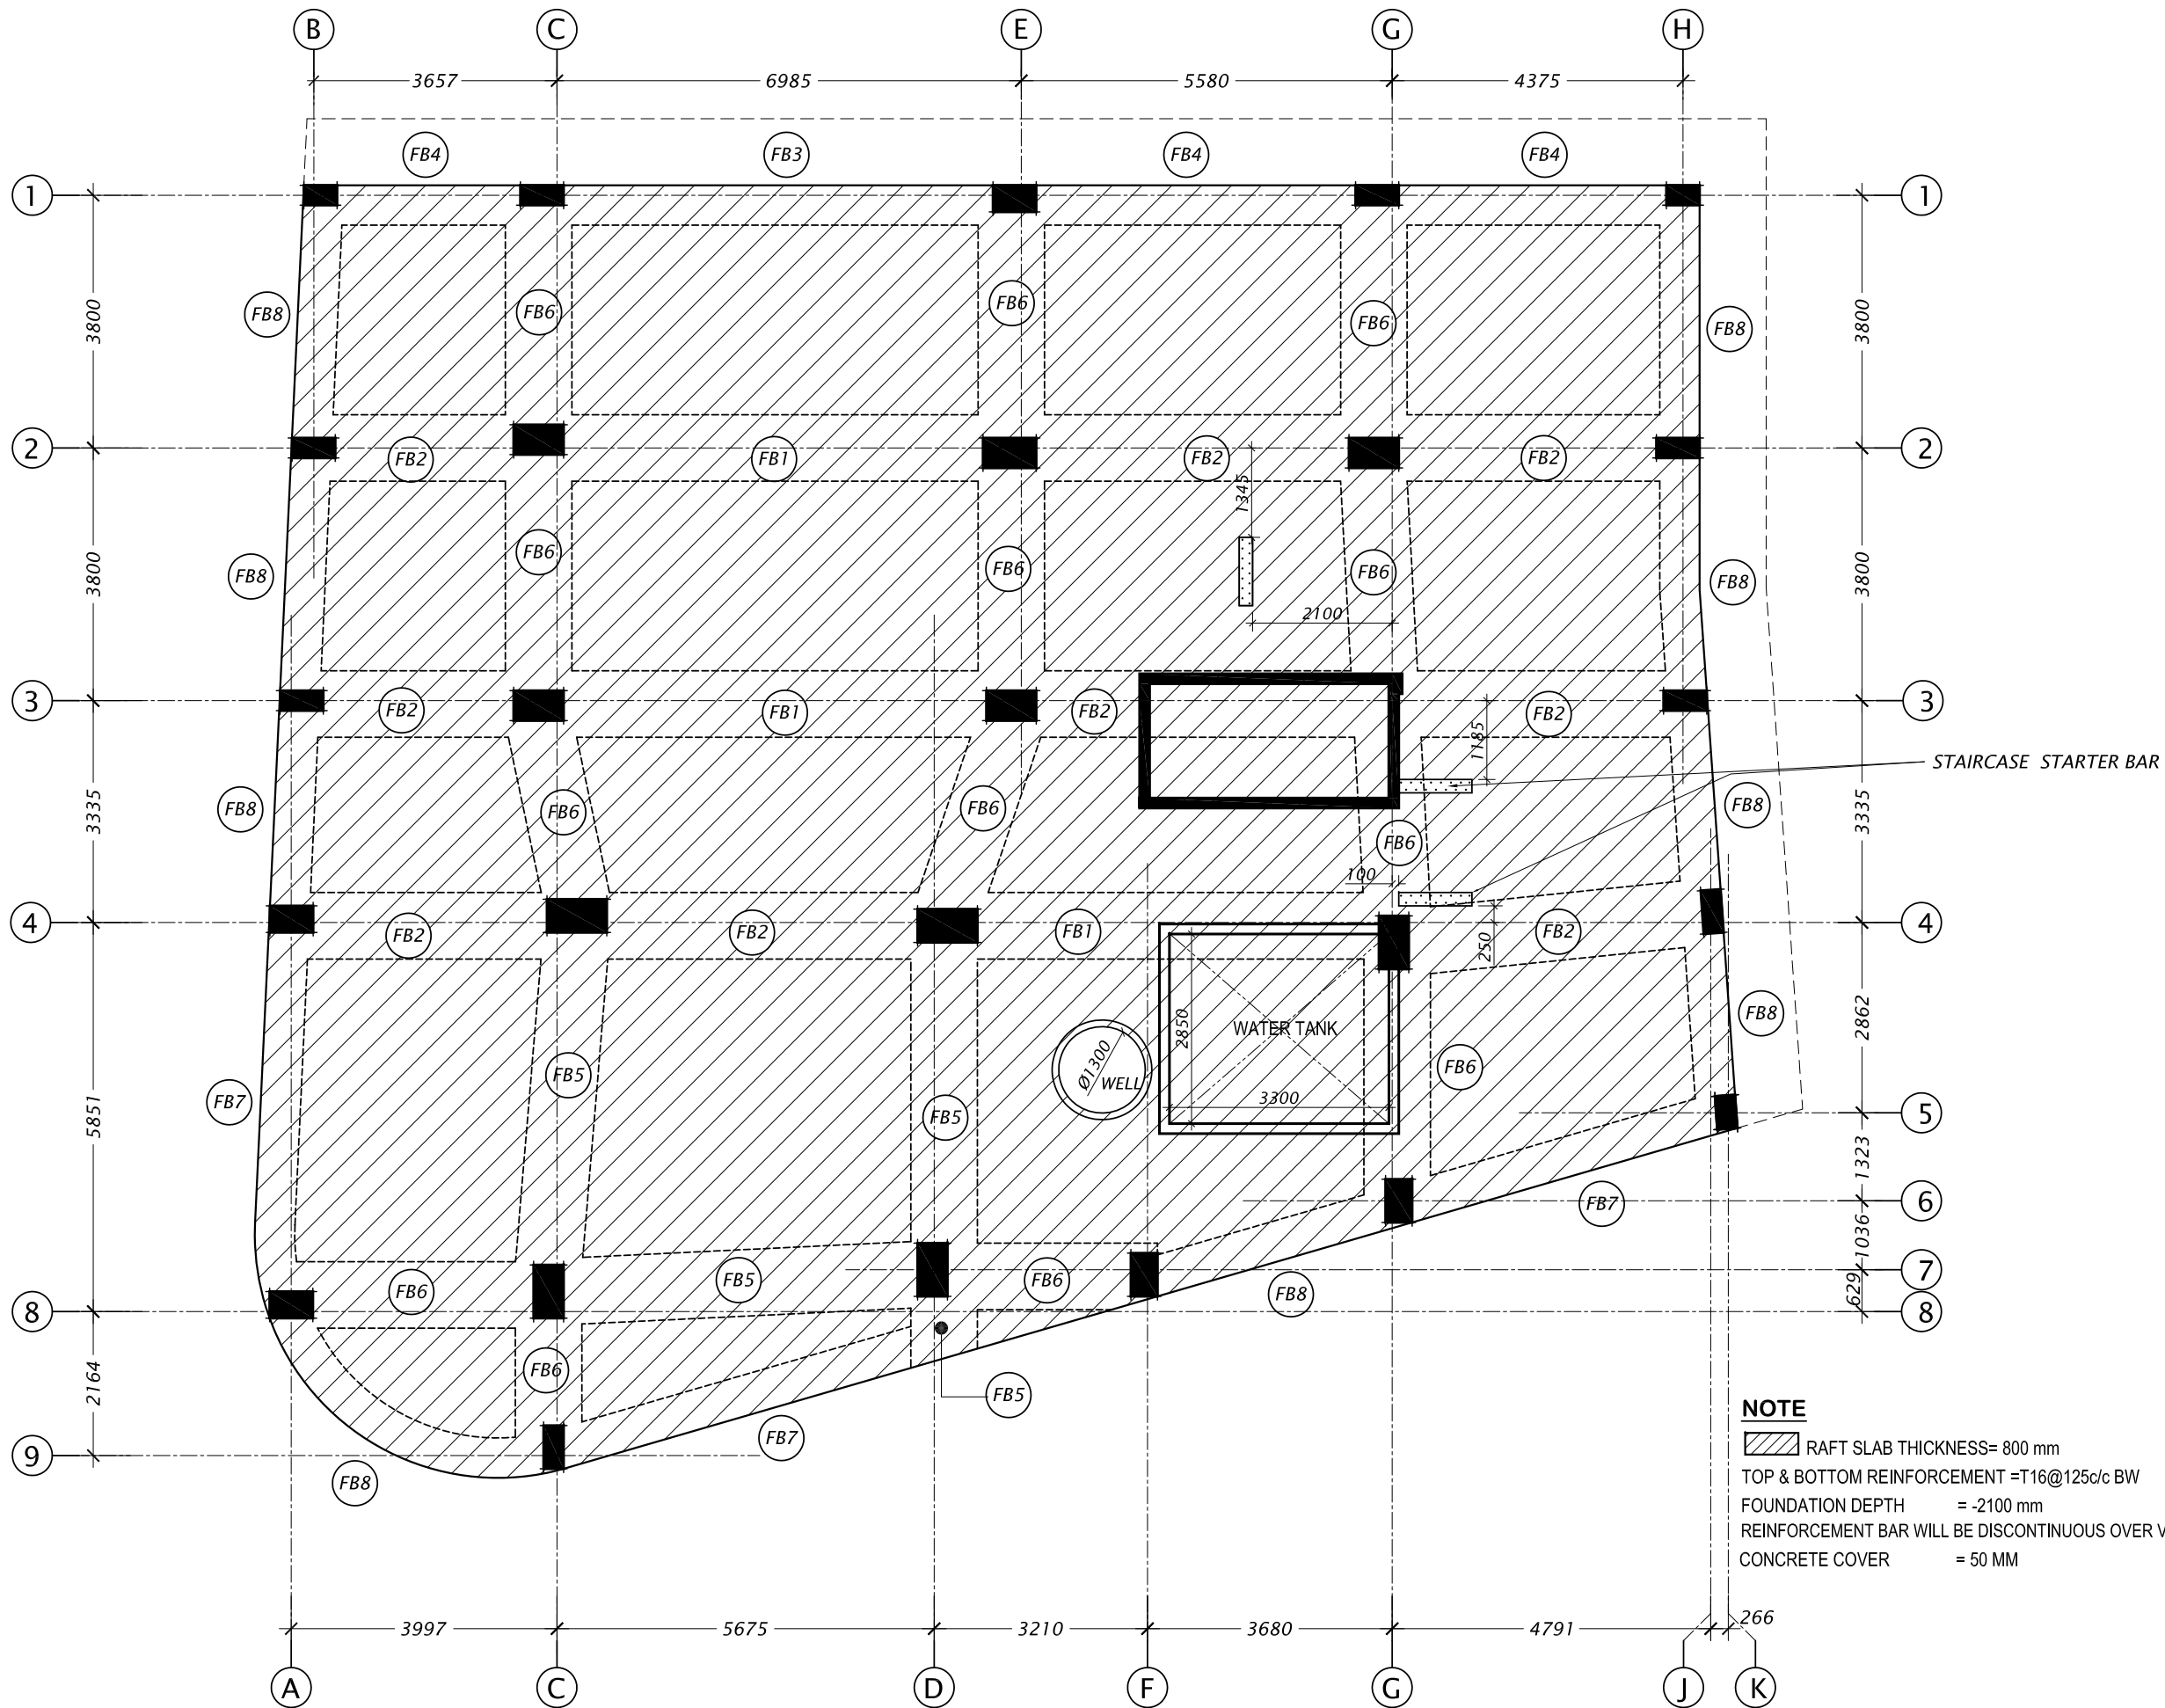 B C E G H
3657 6985 5580 4375
FB4 FB3 FB4 FB4
1 1
3800 FB8 FB6 FB6 FB6 FB8 3800
2 FB2 FB1 FB2 FB2 2
1345
3800 FB8 FB6 FB6 FB6 FB8 3800
2100
3 FB2 FB1 FB2 FB2 3
1185
STAIRCASE STARTER BAR
3335 FB8 FB6 FB6 FB6 FB8 3335
100
4 FB2 FB2 FB1 FB2 4
250
2850 WATER TANK FB8 2862
Ø1300 WELL
5851 FB7 FB5 FB5 3300 FB6 5
1323
FB7 6
1036
FB6 FB5 FB6 FB8 7
629
8 8
2164 FB6 FB5
9 FB8 FB7
NOTE
RAFT SLAB THICKNESS= 800 mm
TOP & BOTTOM REINFORCEMENT =T16@125c/c BW
FOUNDATION DEPTH = -2100 mm
REINFORCEMENT BAR WILL BE DISCONTINUOUS OVER
CONCRETE COVER = 50 MM
3997 5675 3210 3680 4791 266
A C D F G J K